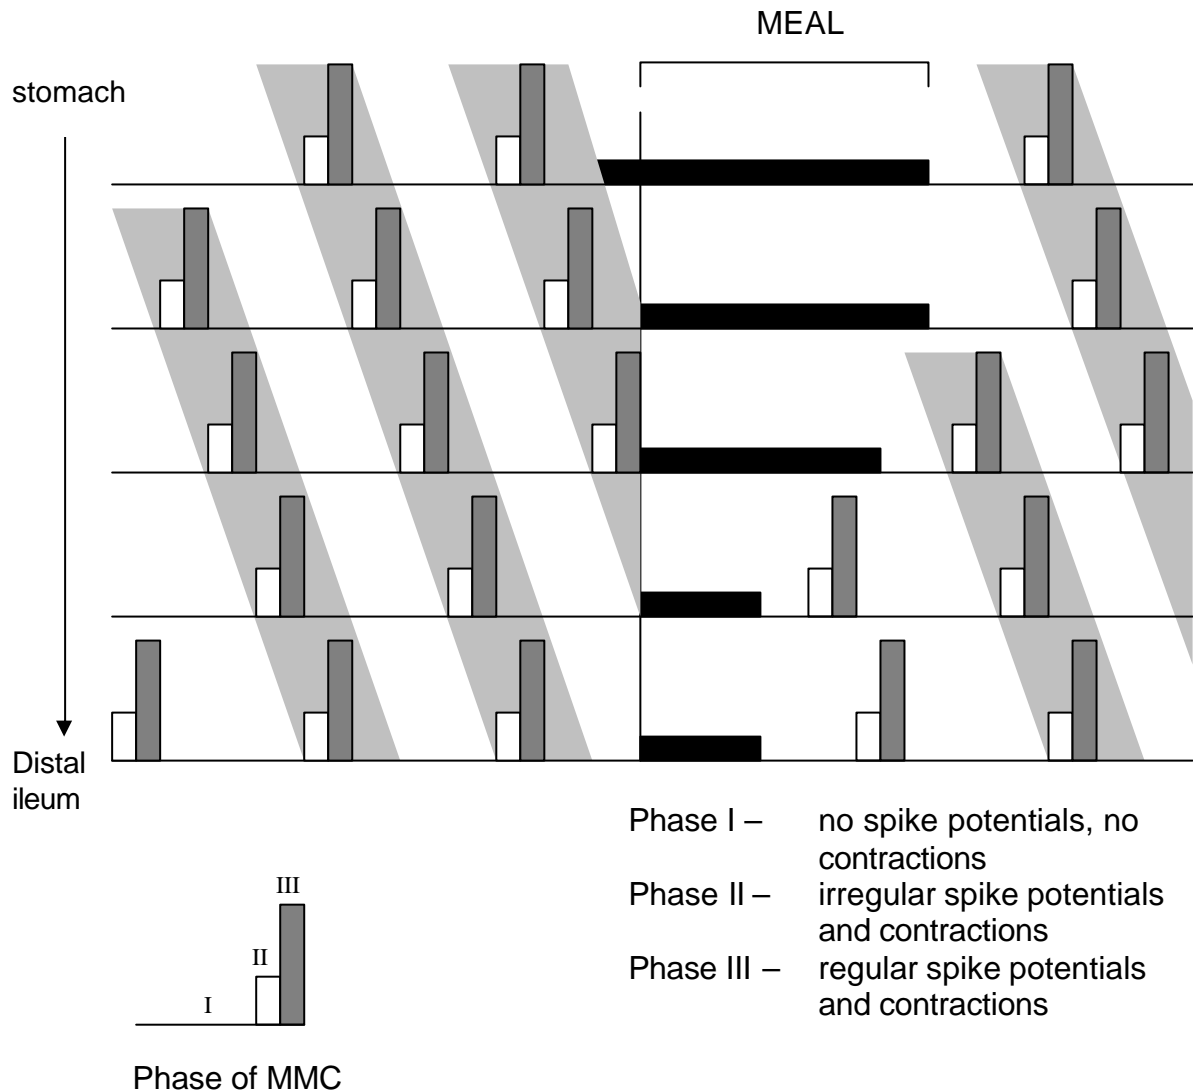 MEAL
stomach
Distal
ileum
Phase I – no spike potentials, no
contractions
Phase II – irregular spike potentials
and contractions
Phase III – regular spike potentials
and contractions
III
II
I
Phase of MMC